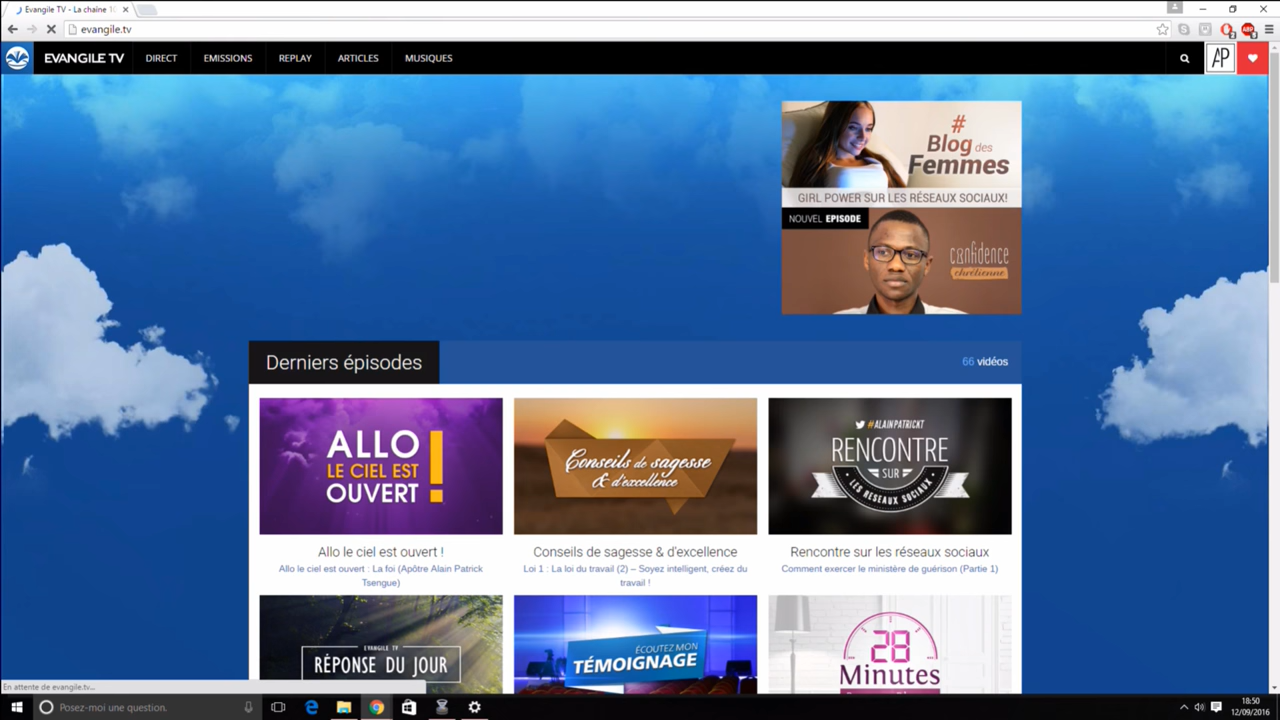 Evangile TV - La chaîne 10
evangile.tv
EVANGILE TV
DIRECT
EMISSIONS
REPLAY
ARTICLES
MUSIQUES
AP
#
Blog des
Femmes
GIRL POWER SUR LES RÉSEAUX SOCIAUX!
NOUVEL EPISODE
confidence
chrétienne
Derniers épisodes
66 vidéos
ALLO
LE CIEL EST
OUVERT !
Conseils de sagesse
& d'excellence
#ALAINPATRICKT
RENCONTRE
SUR
LES RESEAUX SOCIAUX
Allo le ciel est ouvert !
Allo le ciel est ouvert : La foi (Apôtre Alain Patrick
Tsengue)
Conseils de sagesse & d'excellence
Loi 1 : La loi du travail (2) – Soyez intelligent, créez du
travail !
Rencontre sur les réseaux sociaux
Comment exercer le ministère de guérison (Partie 1)
EVANGILE TV
RÉPONSE DU JOUR
ÉCOUTEZ MON
TÉMOIGNAGE
28
Minutes
En attente de evangile.tv...
Posez-moi une question.
18:50
12/09/2016